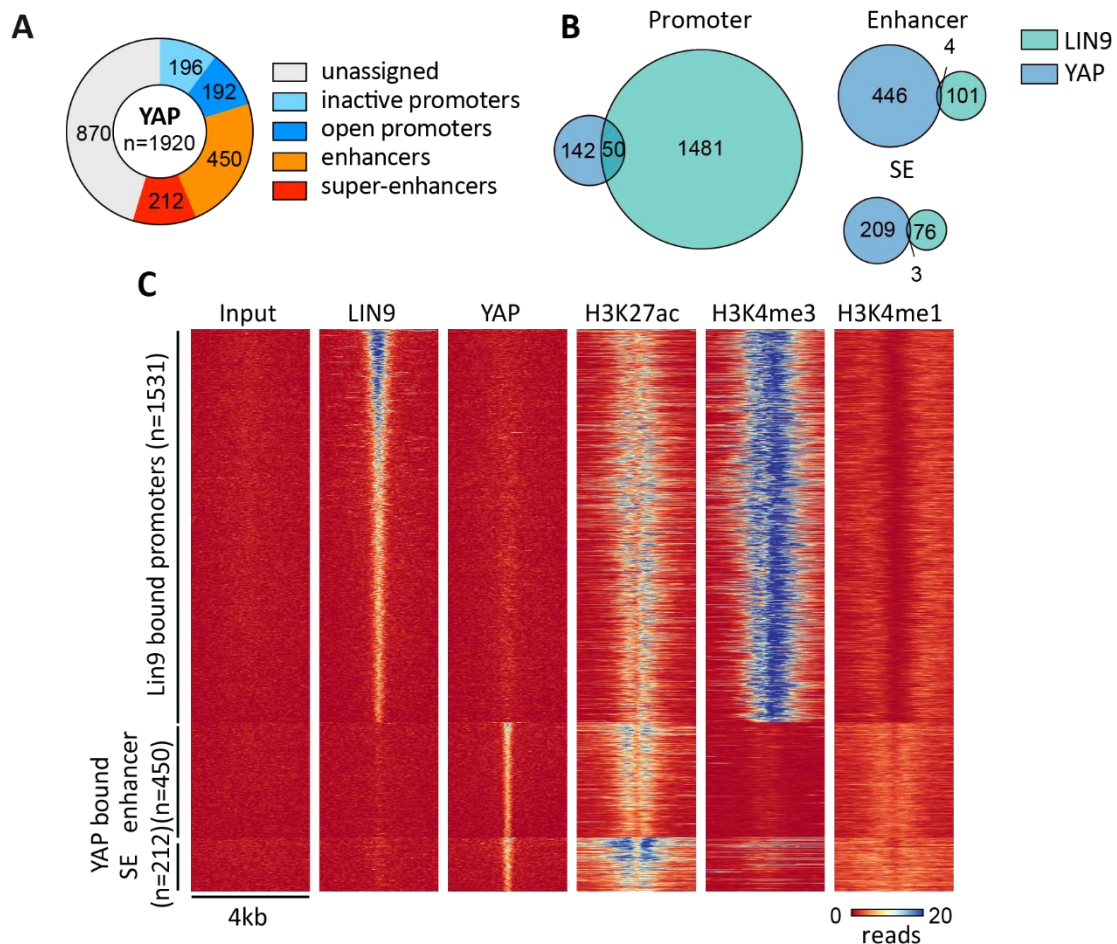 A
196
192
870
YAP
n=1920
450
212
unassigned
inactive promoters
open promoters
enhancers
super-enhancers
B
Promoter
142
50
1481
Enhancer
4
446
101
SE
209
76
3
LIN9
YAP
C
Input
LIN9
YAP
H3K27ac
H3K4me3
H3K4me1
Lin9 bound promoters (n=1531)
YAP bound
enhancer
(n=450)
SE
(n=212)
4kb
0
20
reads